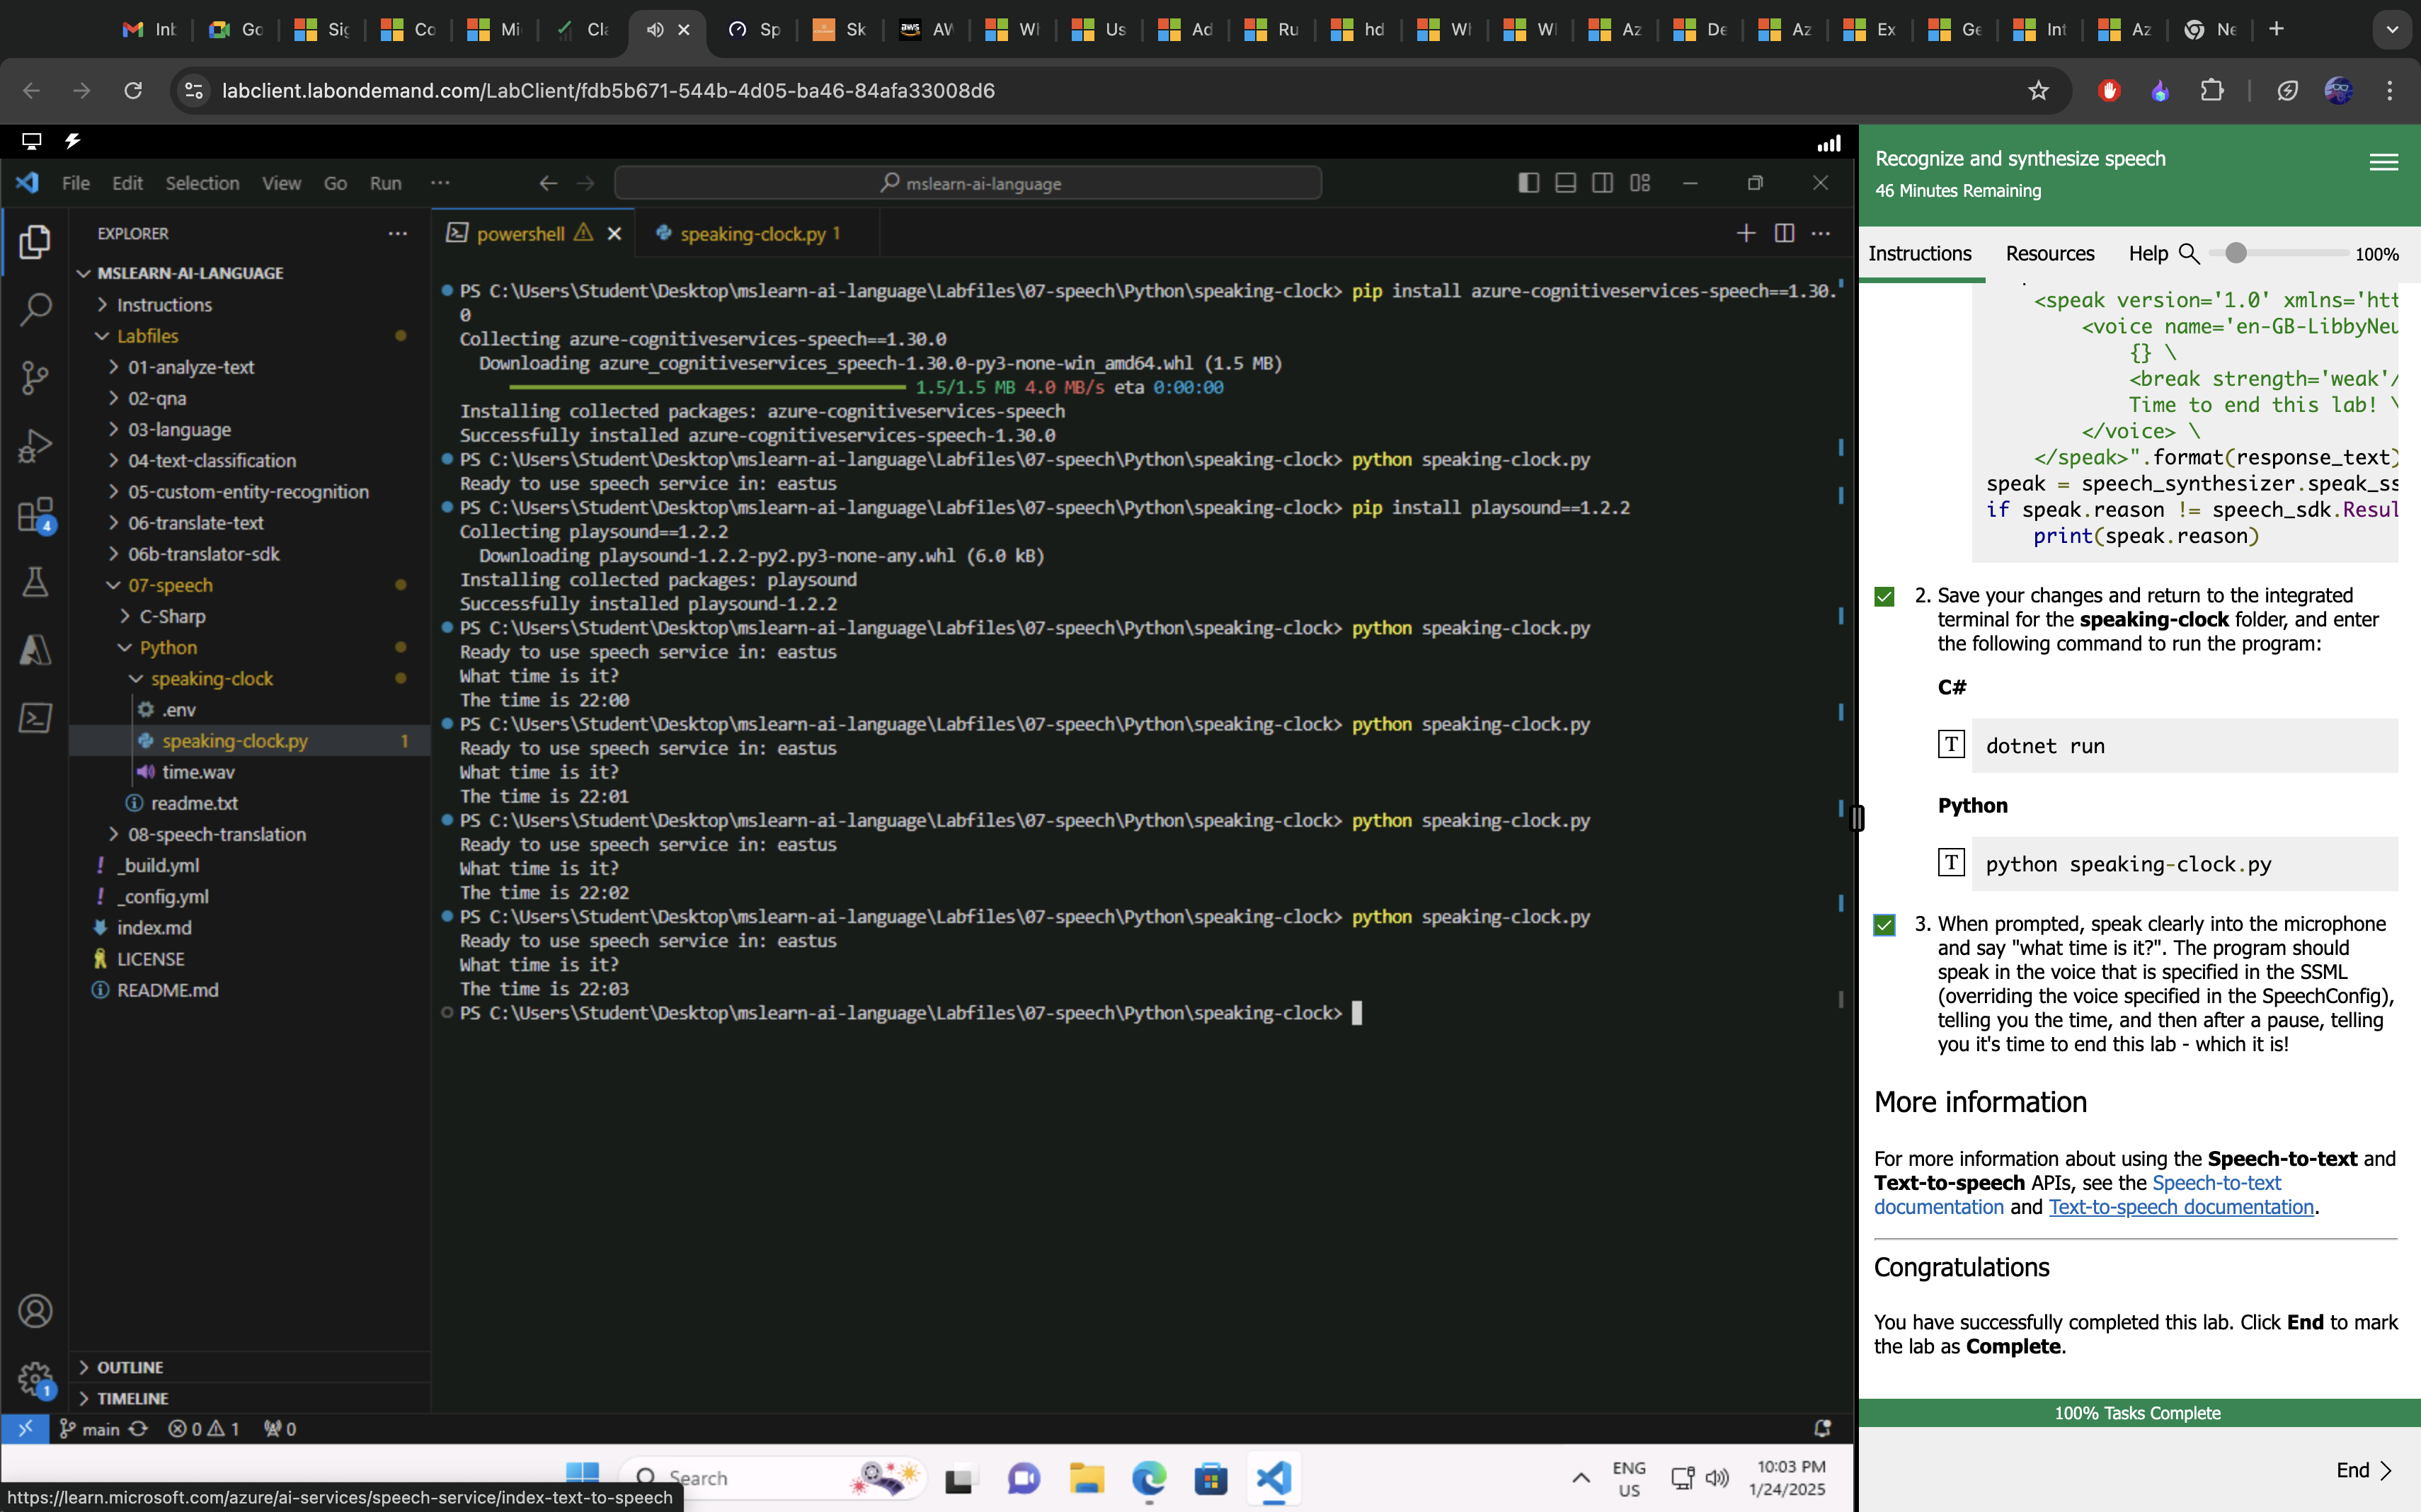 Inb
Go
Sig
Co
Mi
Cla
Sp
Sk
AW
Wh
Us
Ad
Ru
hd
Wh
Wh
Az
De
Az
Ex
Ge
Int
Az
Ne
labclient.labondemand.com/LabClient/fdb5b671-544b-4d05-ba46-84afa33008d6
File Edit Selection View Go Run ···
mslearn-ai-language
EXPLORER
MSLEARN-AI-LANGUAGE
Instructions
Labfiles
01-analyze-text
02-qna
03-language
04-text-classification
05-custom-entity-recognition
06-translate-text
06b-translator-sdk
07-speech
C-Sharp
Python
speaking-clock
.env
speaking-clock.py 1
time.wav
readme.txt
08-speech-translation
_build.yml
_config.yml
index.md
LICENSE
README.md
OUTLINE
TIMELINE
4
1
powershell
speaking-clock.py 1
PS C:\Users\Student\Desktop\mslearn-ai-language\Labfiles\07-speech\Python\speaking-clock> pip install azure-cognitiveservices-speech==1.30.
0
Collecting azure-cognitiveservices-speech==1.30.0
Downloading azure_cognitiveservices_speech-1.30.0-py3-none-win_amd64.whl (1.5 MB)
1.5/1.5 MB 4.0 MB/s eta 0:00:00
Installing collected packages: azure-cognitiveservices-speech
Successfully installed azure-cognitiveservices-speech-1.30.0
PS C:\Users\Student\Desktop\mslearn-ai-language\Labfiles\07-speech\Python\speaking-clock> python speaking-clock.py
Ready to use speech service in: eastus
PS C:\Users\Student\Desktop\mslearn-ai-language\Labfiles\07-speech\Python\speaking-clock> pip install playsound==1.2.2
Collecting playsound==1.2.2
Downloading playsound-1.2.2-py2.py3-none-any.whl (6.0 kB)
Installing collected packages: playsound
Successfully installed playsound-1.2.2
PS C:\Users\Student\Desktop\mslearn-ai-language\Labfiles\07-speech\Python\speaking-clock> python speaking-clock.py
Ready to use speech service in: eastus
What time is it?
The time is 22:00
PS C:\Users\Student\Desktop\mslearn-ai-language\Labfiles\07-speech\Python\speaking-clock> python speaking-clock.py
Ready to use speech service in: eastus
What time is it?
The time is 22:01
PS C:\Users\Student\Desktop\mslearn-ai-language\Labfiles\07-speech\Python\speaking-clock> python speaking-clock.py
Ready to use speech service in: eastus
What time is it?
The time is 22:02
PS C:\Users\Student\Desktop\mslearn-ai-language\Labfiles\07-speech\Python\speaking-clock> python speaking-clock.py
Ready to use speech service in: eastus
What time is it?
The time is 22:03
PS C:\Users\Student\Desktop\mslearn-ai-language\Labfiles\07-speech\Python\speaking-clock>
main 0 1 0
Search
ENG
US
10:03 PM
1/24/2025
https://learn.microsoft.com/azure/ai-services/speech-service/index-text-to-speech
Recognize and synthesize speech
46 Minutes Remaining
Instructions Resources Help 100%
<speak version='1.0' xmlns='htt
<voice name='en-GB-LibbyNeu
{} \
<break strength='weak'/
Time to end this lab! \
</voice> \
</speak>".format(response_text)
speak = speech_synthesizer.speak_ss
if speak.reason != speech_sdk.Resul
print(speak.reason)
2. Save your changes and return to the integrated
terminal for the speaking-clock folder, and enter
the following command to run the program:
C#
T dotnet run
Python
T python speaking-clock.py
3. When prompted, speak clearly into the microphone
and say "what time is it?". The program should
speak in the voice that is specified in the SSML
(overriding the voice specified in the SpeechConfig),
telling you the time, and then after a pause, telling
you it's time to end this lab - which it is!
More information
For more information about using the Speech-to-text and
Text-to-speech APIs, see the Speech-to-text
documentation and Text-to-speech documentation.
Congratulations
You have successfully completed this lab. Click End to mark
the lab as Complete.
100% Tasks Complete
End